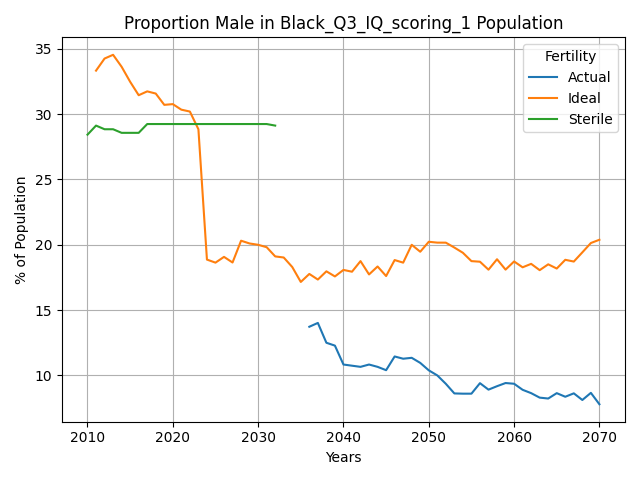 Proportion Male in Black_Q3_IQ_scoring_1 Population
Fertility
Actual
Ideal
Sterile
% of Population
35
30
25
20
15
10
2010 2020 2030 2040 2050 2060 2070
Years